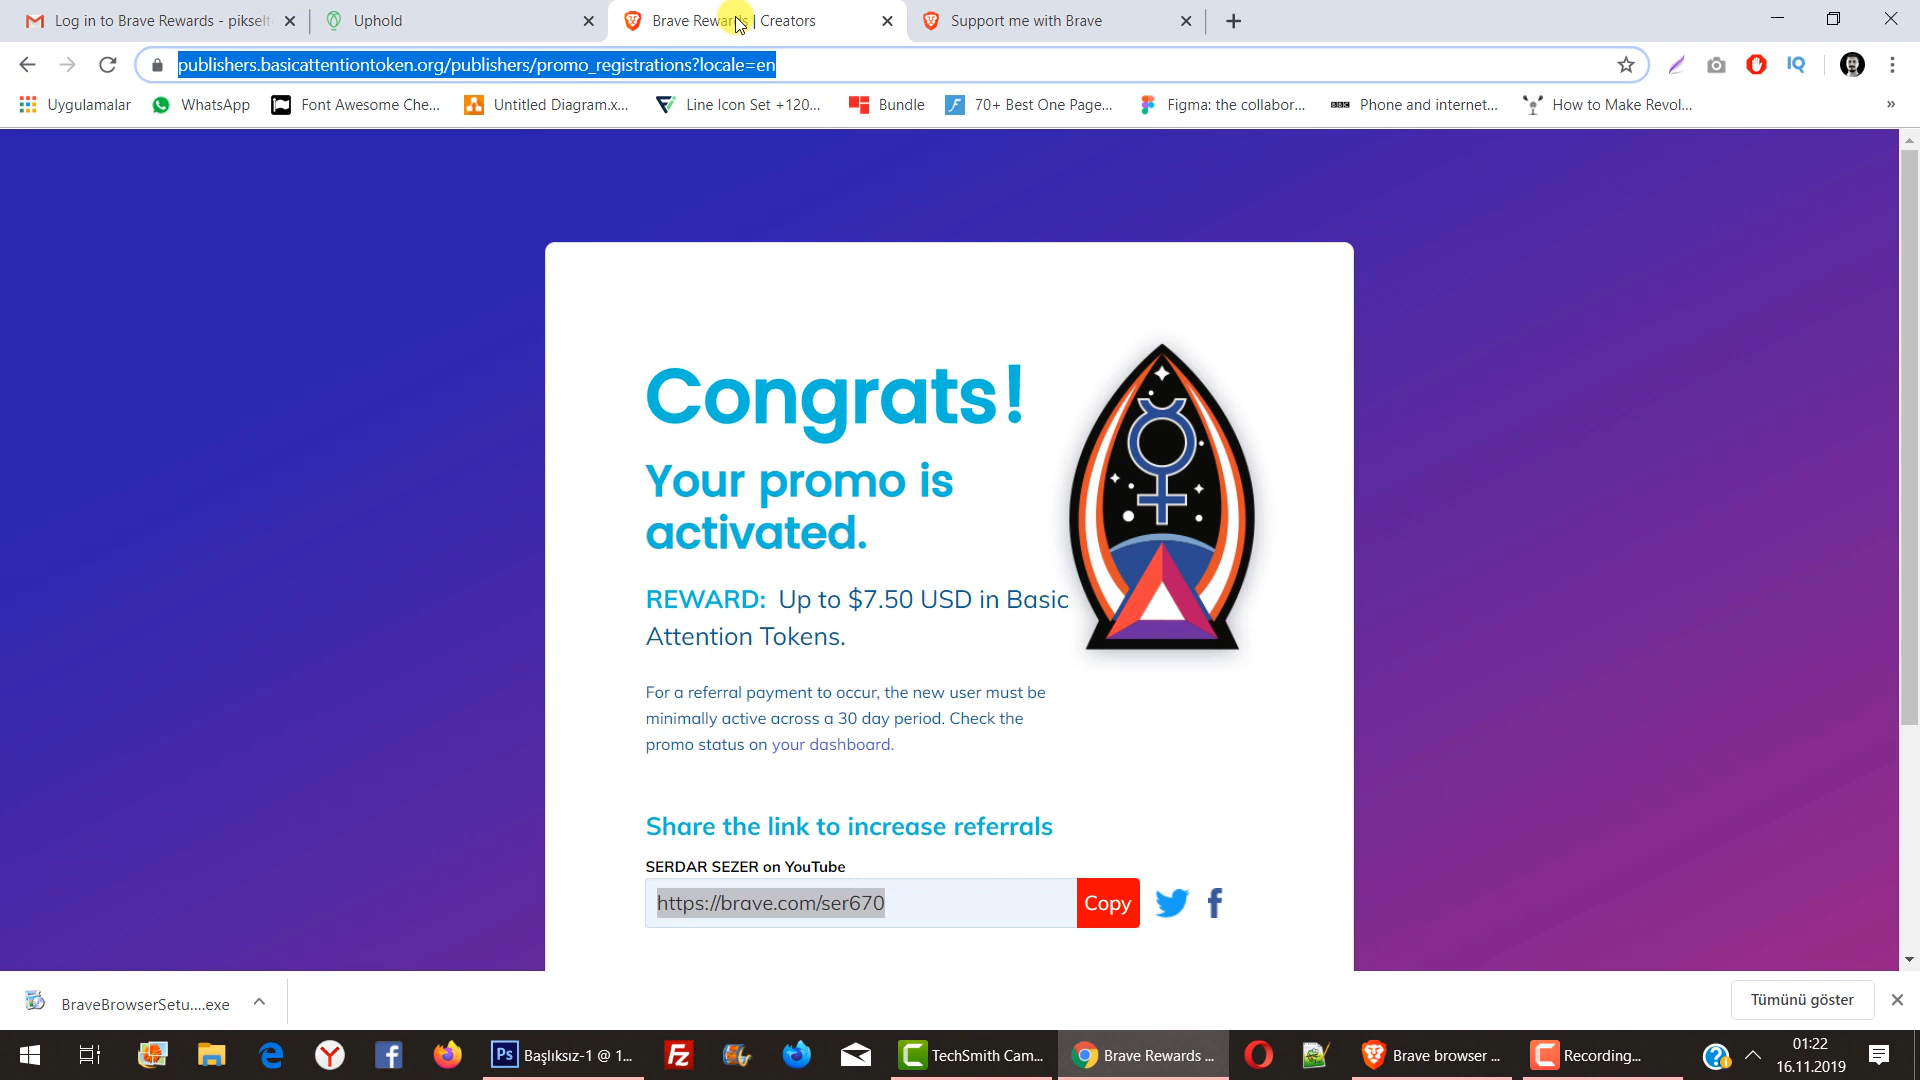 Log in to Brave Rewards - pikselt
Uphold
Brave Rewards | Creators
Support me with Brave
publishers.basicattentiontoken.org/publishers/promo_registrations?locale=en
IQ
Uygulamalar
WhatsApp
Font Awesome Che...
Untitled Diagram.x...
Line Icon Set +120...
Bundle
70+ Best One Page...
Figma: the collabor...
BBC
Phone and internet...
How to Make Revol...
»
Congrats!
Your promo is
activated.
REWARD: Up to $7.50 USD in Basic
Attention Tokens.
For a referral payment to occur, the new user must be
minimally active across a 30 day period. Check the
promo status on your dashboard.
Share the link to increase referrals
SERDAR SEZER on YouTube
https://brave.com/ser670
Copy
BraveBrowserSetu....exe
Tümünü göster
Ps
Başlıksız-1 @ 1...
Fz
TechSmith Cam...
Brave Rewards ...
Brave browser ...
Recording...
01:22
16.11.2019